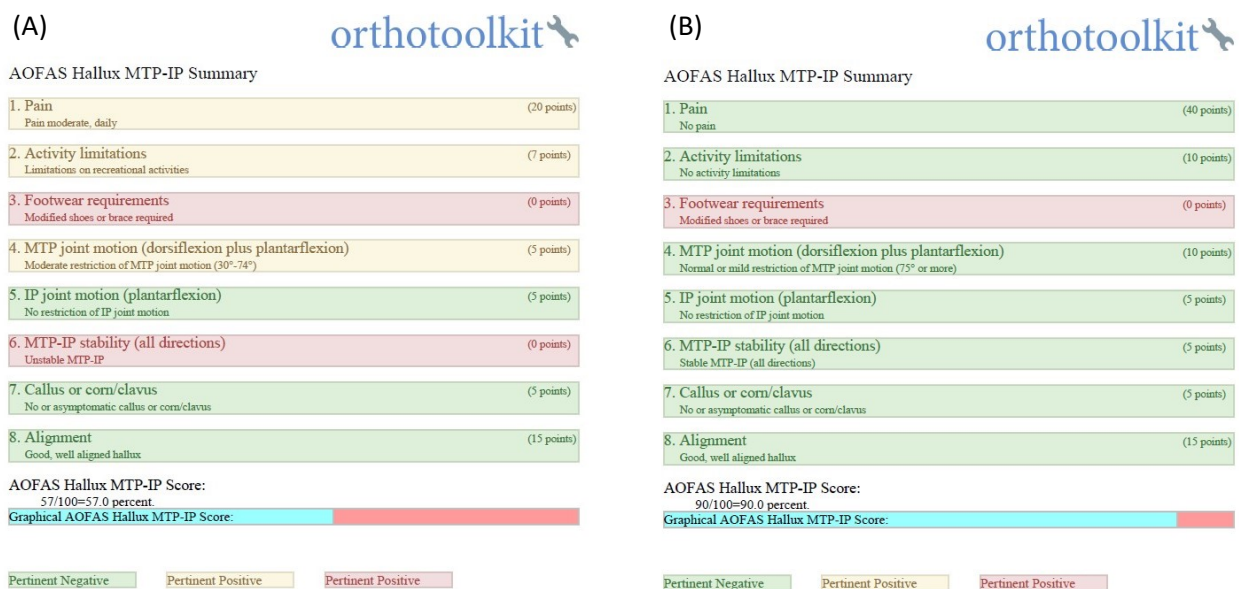 (A)
orthotoolkit
AOFAS Hallux MTP-IP Summary
1. Pain (20 points)
Pain moderate, daily
2. Activity limitations (7 points)
Limitations on recreational activities
3. Footwear requirements (0 points)
Modified shoes or brace required
4. MTP joint motion (dorsiflexion plus plantarflexion) (5 points)
Moderate restriction of MTP joint motion (30°-74°)
5. IP joint motion (plantarflexion) (5 points)
No restriction of IP joint motion
6. MTP-IP stability (all directions) (0 points)
Unstable MTP-IP
7. Callus or corn/clavus (5 points)
No or asymptomatic callus or corn/clavus
8. Alignment (15 points)
Good, well aligned hallux
AOFAS Hallux MTP-IP Score:
57/100=57.0 percent.
Graphical AOFAS Hallux MTP-IP Score:
Pertinent Negative Pertinent Positive Pertinent Positive
(B)
orthotoolkit
AOFAS Hallux MTP-IP Summary
1. Pain (40 points)
No pain
2. Activity limitations (10 points)
No activity limitations
3. Footwear requirements (0 points)
Modified shoes or brace required
4. MTP joint motion (dorsiflexion plus plantarflexion) (10 points)
Normal or mild restriction of MTP joint motion (75° or more)
5. IP joint motion (plantarflexion) (5 points)
No restriction of IP joint motion
6. MTP-IP stability (all directions) (5 points)
Stable MTP-IP (all directions)
7. Callus or corn/clavus (5 points)
No or asymptomatic callus or corn/clavus
8. Alignment (15 points)
Good, well aligned hallux
AOFAS Hallux MTP-IP Score:
90/100=90.0 percent.
Graphical AOFAS Hallux MTP-IP Score:
Pertinent Negative Pertinent Positive Pertinent Positive